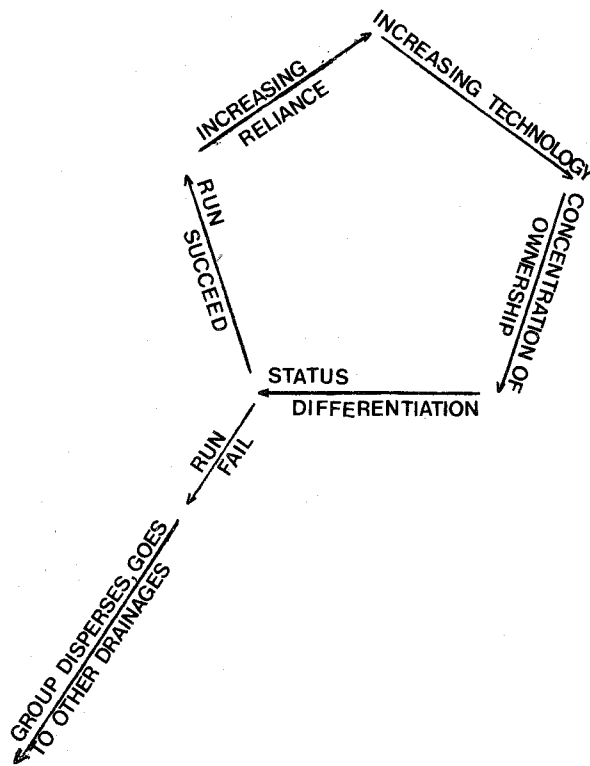 INCREASING
RELIANCE
INCREASING TECHNOLOGY
CONCENTRATION OF
OWNERSHIP
STATUS
DIFFERENTIATION
RUN
SUCCEED
RUN
FAIL
GROUP DISPERSES, GOES
TO OTHER DRAINAGES